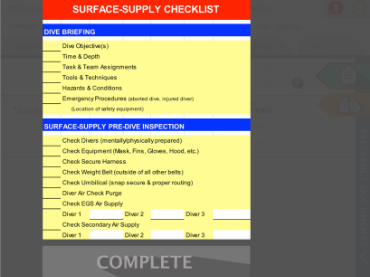 SURFACE-SUPPLY CHECKLIST
DIVE BRIEFING
Dive Objective(s)
Time & Depth
Task & Team Assignments
Tools & Techniques
Hazards & Conditions
Emergency Procedures (aborted dive, injured diver)
(Location of safety equipment)
SURFACE-SUPPLY PRE-DIVE INSPECTION
Check Divers (mentally/physically prepared)
Check Equipment (Mask, Fins, Gloves, Hood, etc.)
Check Secure Harness
Check Weight Belt (outside of all other belts)
Check Umbilical (snap secure & proper routing)
Diver Air Check Purge
Check EGS Air Supply
Diver 1 Diver 2 Diver 3
Check Secondary Air Supply
Diver 1 Diver 2 Diver 3
COMPLETE